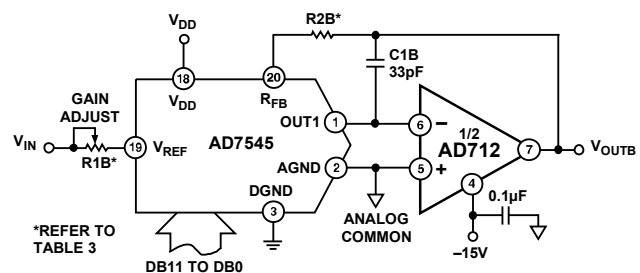 R2B*
VDD
C1B
33pF
18
20
GAIN
ADJUST
VDD
RFB
OUT1
1
6
–
1/2
VIN
19
VREF
AD7545
AD712
7
VOUTB
R1B*
AGND
2
5
+
DGND
4
0.1µF
3
ANALOG
COMMON
*REFER TO
TABLE 3
–15V
DB11 TO DB0